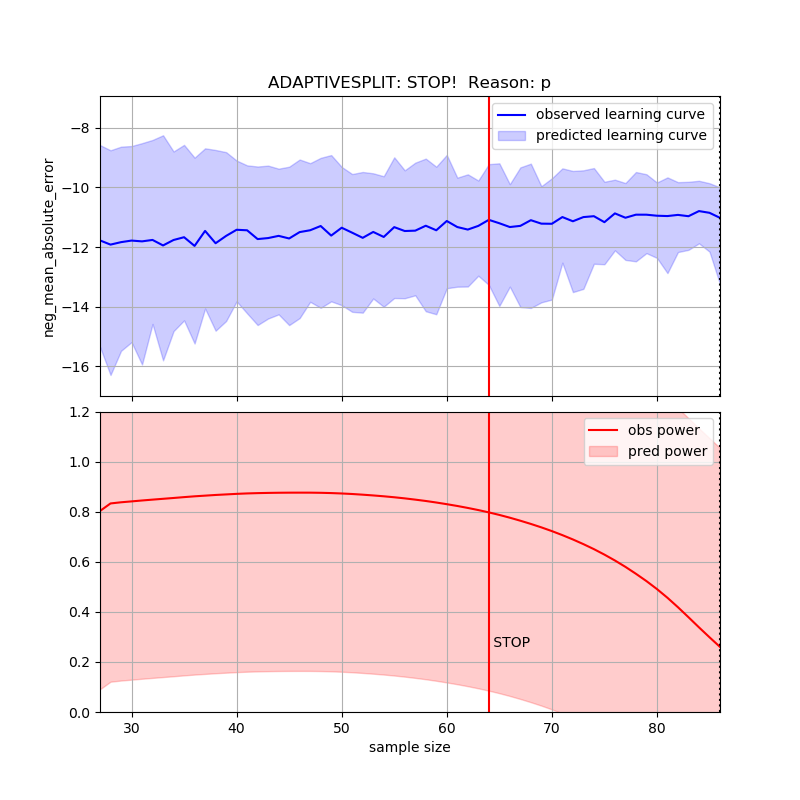 ADAPTIVESPLIT: STOP!  Reason: p
observed learning curve
predicted learning curve
neg_mean_absolute_error
−8
−10
−12
−14
−16
obs power
pred power
1.2
1.0
0.8
0.6
0.4
0.2
0.0
STOP
30 40 50 60 70 80
sample size